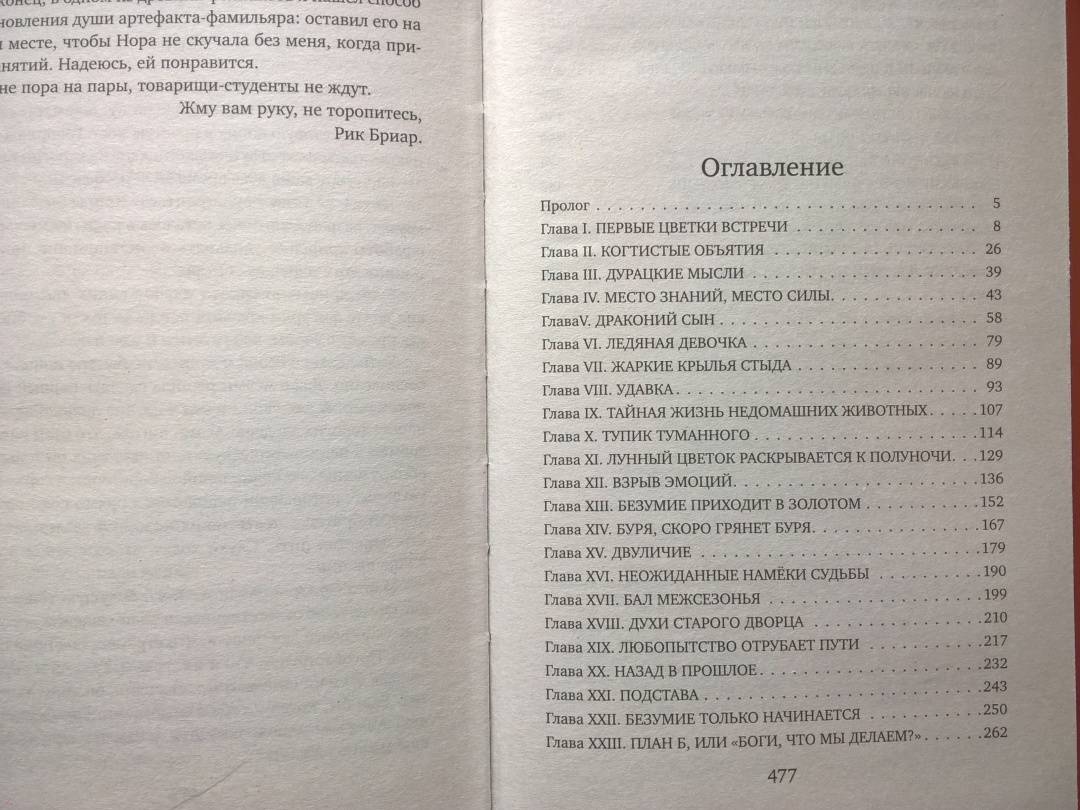 новления души артефакта-фамильяра: оставил его на
месте, чтобы Нора не скучала без меня, когда при-
нятий. Надеюсь, ей понравится.
не пора на пары, товарищи-студенты не ждут.
Жму вам руку, не торопитесь,
Рик Бриар.
Оглавление
Пролог . . . . . . . . . . 5
Глава I. ПЕРВЫЕ ЦВЕТКИ ВСТРЕЧИ . . . . . . . . . . 8
Глава II. КОГТИСТЫЕ ОБЪЯТИЯ . . . . . . . . . . 26
Глава III. ДУРАЦКИЕ МЫСЛИ . . . . . . . . . . 39
Глава IV. МЕСТО ЗНАНИЙ, МЕСТО СИЛЫ. . . . . . . . . . 43
ГлаваV. ДРАКОНИЙ СЫН . . . . . . . . . . 58
Глава VI. ЛЕДЯНАЯ ДЕВОЧКА . . . . . . . . . . 79
Глава VII. ЖАРКИЕ КРЫЛЬЯ СТЫДА . . . . . . . . . . 89
Глава VIII. УДАВКА. . . . . . . . . . 93
Глава IX. ТАЙНАЯ ЖИЗНЬ НЕДОМАШНИХ ЖИВОТНЫХ. . . . . 107
Глава X. ТУПИК ТУМАННОГО . . . . . . . . . . 114
Глава XI. ЛУННЫЙ ЦВЕТОК РАСКРЫВАЕТСЯ К ПОЛУНОЧИ. . . 129
Глава XII. ВЗРЫВ ЭМОЦИЙ. . . . . . . . . . 136
Глава XIII. БЕЗУМИЕ ПРИХОДИТ В ЗОЛОТОМ . . . . . . . . . . 152
Глава XIV. БУРЯ, СКОРО ГРЯНЕТ БУРЯ. . . . . . . . . . 167
Глава XV. ДВУЛИЧИЕ . . . . . . . . . . 179
Глава XVI. НЕОЖИДАННЫЕ НАМЁКИ СУДЬБЫ . . . . . . . . . . 190
Глава XVII. БАЛ МЕЖСЕЗОНЬЯ . . . . . . . . . . 199
Глава XVIII. ДУХИ СТАРОГО ДВОРЦА . . . . . . . . . . 210
Глава XIX. ЛЮБОПЫТСТВО ОТРУБАЕТ ПУТИ . . . . . . . . . . 217
Глава XX. НАЗАД В ПРОШЛОЕ. . . . . . . . . . 232
Глава XXI. ПОДСТАВА . . . . . . . . . . 243
Глава XXII. БЕЗУМИЕ ТОЛЬКО НАЧИНАЕТСЯ . . . . . . . . . . 250
Глава XXIII. ПЛАН Б, ИЛИ «БОГИ, ЧТО МЫ ДЕЛАЕМ?» . . . . . . 262
477